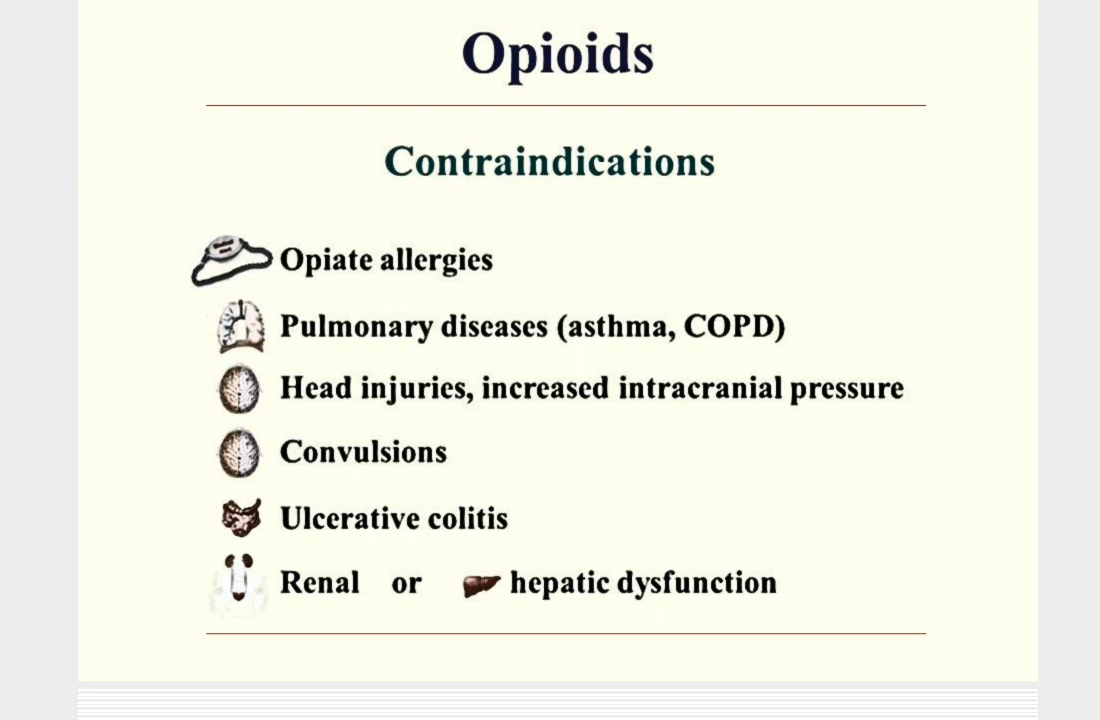 Opioids
Contraindications
Opiate allergies
Pulmonary diseases (asthma, COPD)
Head injuries, increased intracranial pressure
Convulsions
Ulcerative colitis
Renal or hepatic dysfunction